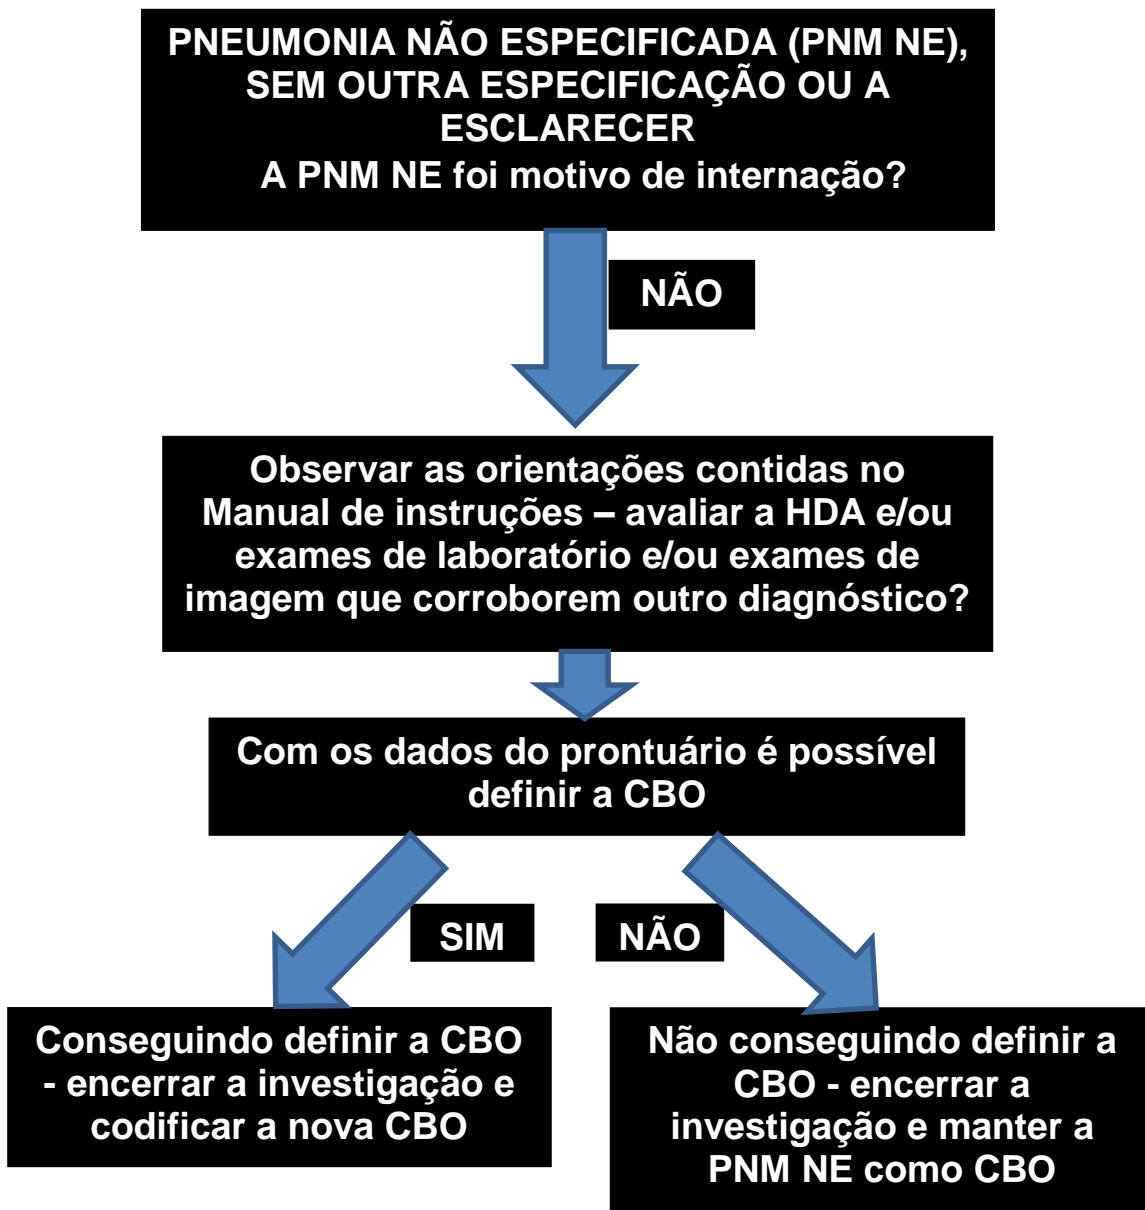 PNEUMONIA NÃO ESPECIFICADA (PNM NE),
SEM OUTRA ESPECIFICAÇÃO OU A
ESCLARECER
A PNM NE foi motivo de internação?
NÃO
Observar as orientações contidas no
Manual de instruções – avaliar a HDA e/ou
exames de laboratório e/ou exames de
imagem que corroborem outro diagnóstico?
Com os dados do prontuário é possível
definir a CBO
SIM
NÃO
Conseguindo definir a CBO
- encerrar a investigação e
codificar a nova CBO
Não conseguindo definir a
CBO - encerrar a
investigação e manter a
PNM NE como CBO